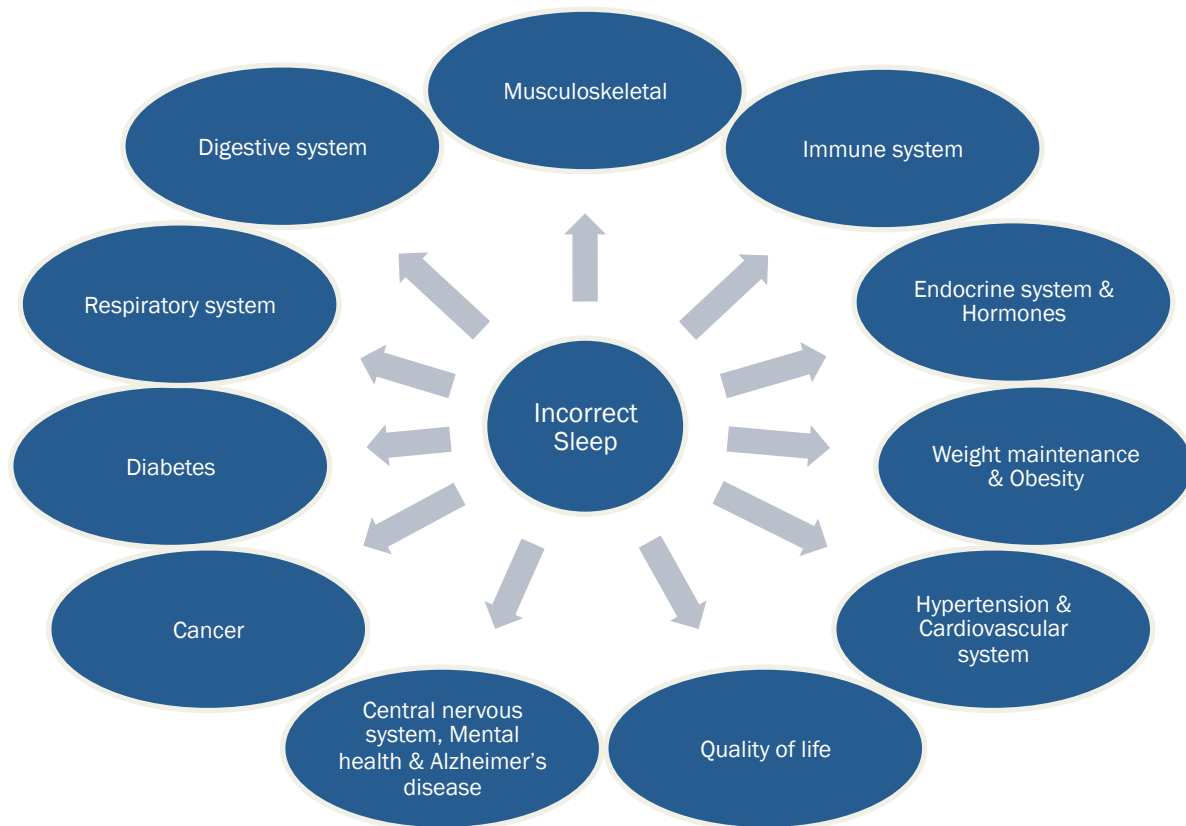 Musculoskeletal
Digestive system
Immune system
Respiratory system
Endocrine system &
Hormones
Incorrect
Sleep
Diabetes
Weight maintenance
& Obesity
Cancer
Hypertension &
Cardiovascular
system
Central nervous
system, Mental
health & Alzheimer’s
disease
Quality of life